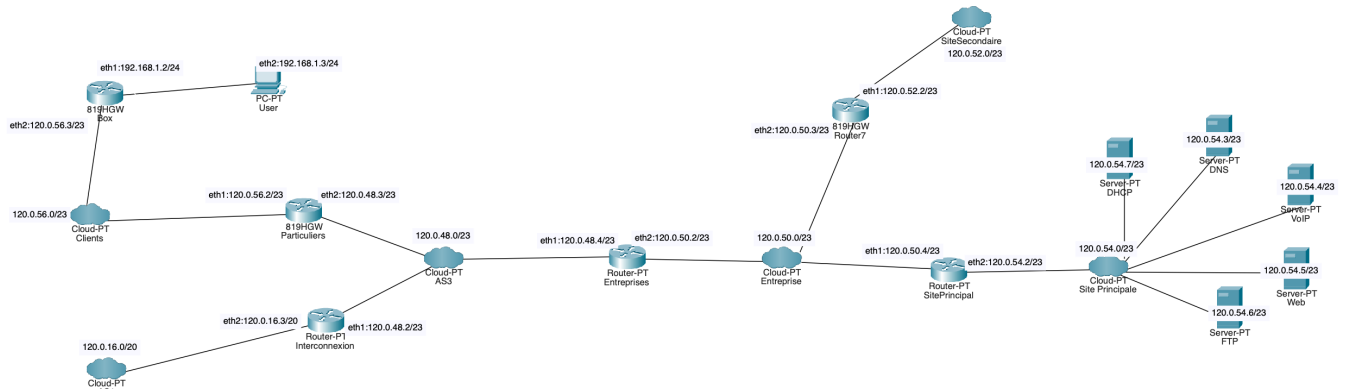 Cloud-PT
SiteSecondaire
120.0.52.0/23
eth1:192.168.1.2/24
eth2:192.168.1.3/24
819HGW
Box
PC-PT
User
eth2:120.0.56.3/23
eth1:120.0.52.2/23
eth2:120.0.50.3/23
819HGW
Router7
120.0.54.7/23
Server-PT
DHCP
120.0.54.3/23
Server-PT
DNS
120.0.54.4/23
Server-PT
VoIP
120.0.56.0/23
Cloud-PT
Clients
eth1:120.0.56.2/23
eth2:120.0.48.3/23
819HGW
Particuliers
120.0.48.0/23
Cloud-PT
AS3
eth1:120.0.48.4/23
eth2:120.0.50.2/23
Router-PT
Entreprises
120.0.50.0/23
Cloud-PT
Entreprise
eth1:120.0.50.4/23
eth2:120.0.54.2/23
Router-PT
SitePrincipal
120.0.54.0/23
Cloud-PT
Site Principale
120.0.54.5/23
Server-PT
Web
120.0.54.6/23
Server-PT
FTP
eth2:120.0.16.3/20
eth1:120.0.48.2/23
Router-PT
Interconnexion
120.0.16.0/20
Cloud-PT